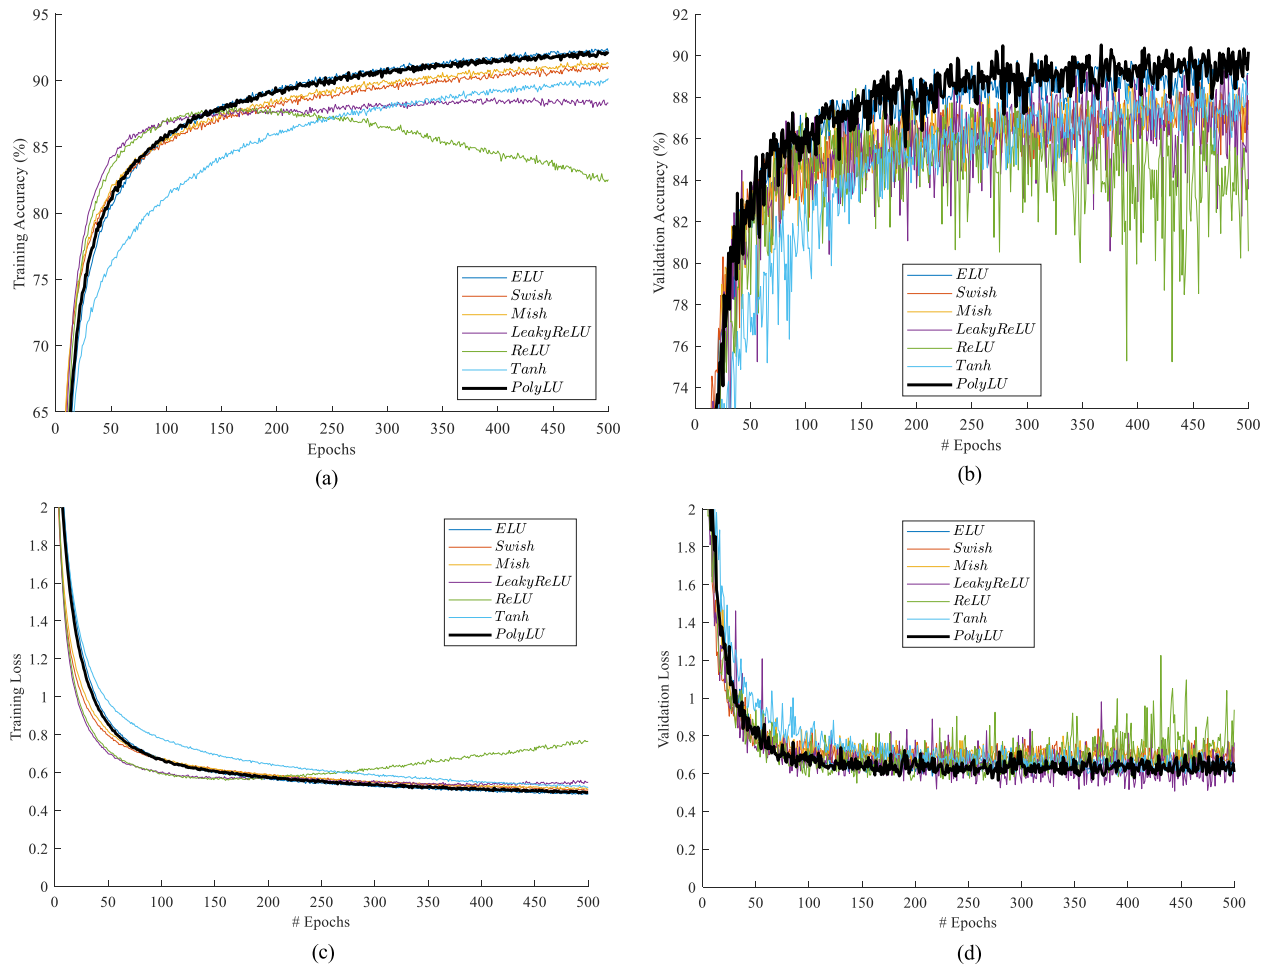 95
90
85
80
75
70
65
Training Accuracy (%)
0 50 100 150 200 250 300 350 400 450 500
Epochs
ELU
Swish
Mish
LeakyReLU
ReLU
Tanh
PolyLU
(a)
92
90
88
86
84
82
80
78
76
74
Validation Accuracy (%)
0 50 100 150 200 250 300 350 400 450 500
# Epochs
ELU
Swish
Mish
LeakyReLU
ReLU
Tanh
PolyLU
(b)
2
1.8
1.6
1.4
1.2
1
0.8
0.6
0.4
0.2
0
Training Loss
0 50 100 150 200 250 300 350 400 450 500
# Epochs
ELU
Swish
Mish
LeakyReLU
ReLU
Tanh
PolyLU
(c)
2
1.8
1.6
1.4
1.2
1
0.8
0.6
0.4
0.2
0
Validation Loss
0 50 100 150 200 250 300 350 400 450 500
# Epochs
ELU
Swish
Mish
LeakyReLU
ReLU
Tanh
PolyLU
(d)